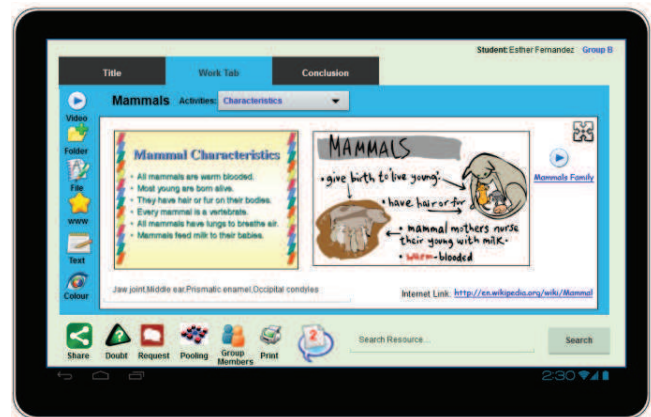 Student: Esther Fernandez Group B
Title
Work Tab
Conclusion
Mammals
Activities:
Characteristics
Video
Folder
File
www
Text
Colour
Mammal Characteristics
• All mammals are warm blooded.
• Most young are born alive.
• They have hair or fur on their bodies.
• Every mammal is a vertebrate.
• All mammals have lungs to breathe air.
• Mammals feed milk to their babies.
MAMMALS
• give birth to live young.
• have hair or fur
• mammal mothers nurse
their young with milk.
• warm-blooded
Mammals Family
Jaw joint,Middle ear,Prismatic enamel,Occipital condyles
Internet Link: http://en.wikipedia.org/wiki/Mammal
Share
Doubt
Request
Pooling
Group
Members
Print
2
Search Resource...
Search
2:30